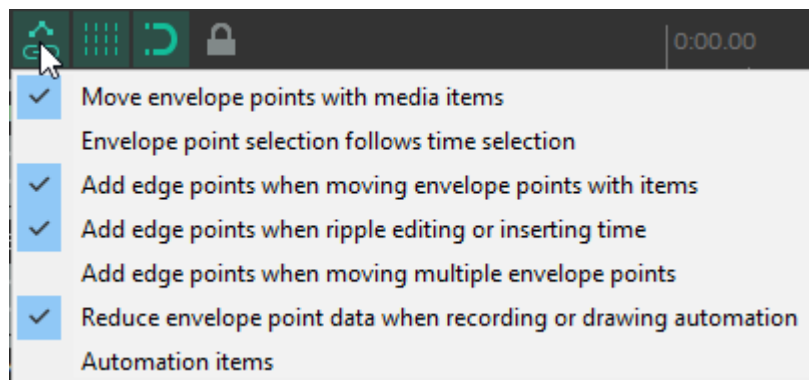 0:00.00
Move envelope points with media items
Envelope point selection follows time selection
Add edge points when moving envelope points with items
Add edge points when ripple editing or inserting time
Add edge points when moving multiple envelope points
Reduce envelope point data when recording or drawing automation
Automation items